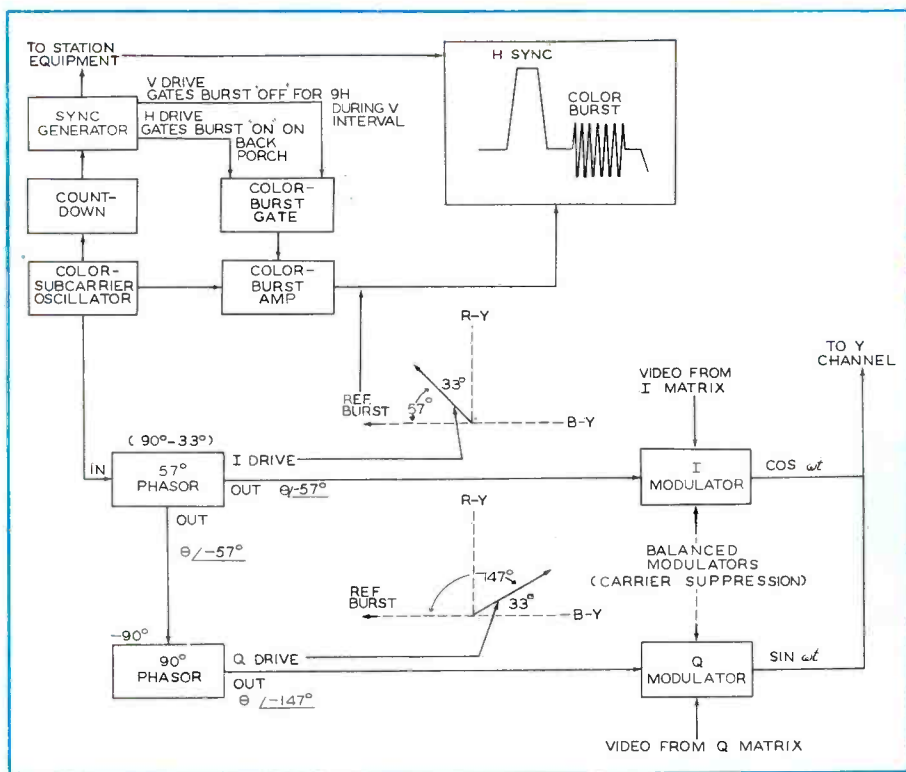 TO STATION
EQUIPMENT
V DRIVE
GATES BURST "OFF" FOR 9H
DURING V
INTERVAL
H DRIVE
GATES BURST "ON" ON
BACK
PORCH
SYNC
GENERATOR
H SYNC
COLOR
BURST
COUNT-
DOWN
COLOR-
BURST
GATE
COLOR-
SUBCARRIER
OSCILLATOR
COLOR-
BURST
AMP
R-Y
33°
57°
REF.
BURST
B-Y
TO Y
CHANNEL
VIDEO FROM
I MATRIX
(90°-33°)
IN
57°
PHASOR
I DRIVE
OUT θ/-57°
OUT
θ/-57°
I
MODULATOR
COS ωt
R-Y
147°
33°
REF
BURST
B-Y
BALANCED
MODULATORS
(CARRIER SUPPRESSION)
-90°
90°
PHASOR
Q DRIVE
OUT
θ /-147°
Q
MODULATOR
SIN ωt
VIDEO FROM Q MATRIX